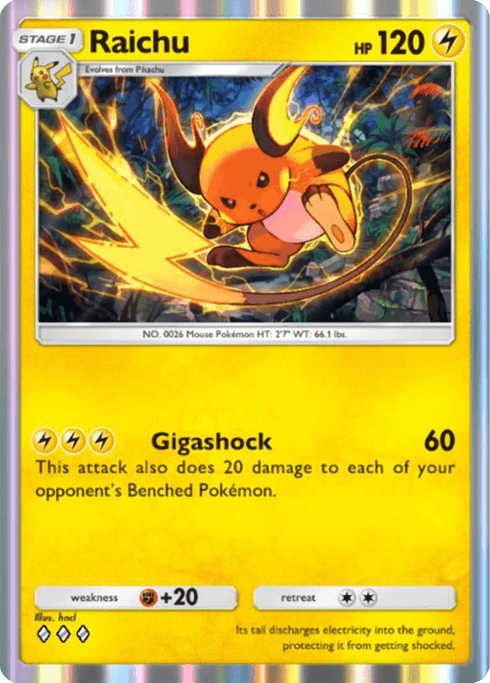 STAGE 1 Raichu HP 120
Evolves from Pikachu
NO. 0026 Mouse Pokémon HT: 2'7" WT: 66.1 lbs.
Gigashock 60
This attack also does 20 damage to each of your
opponent's Benched Pokémon.
weakness +20 retreat
Illus. hncl
Its tail discharges electricity into the ground,
protecting it from getting shocked.